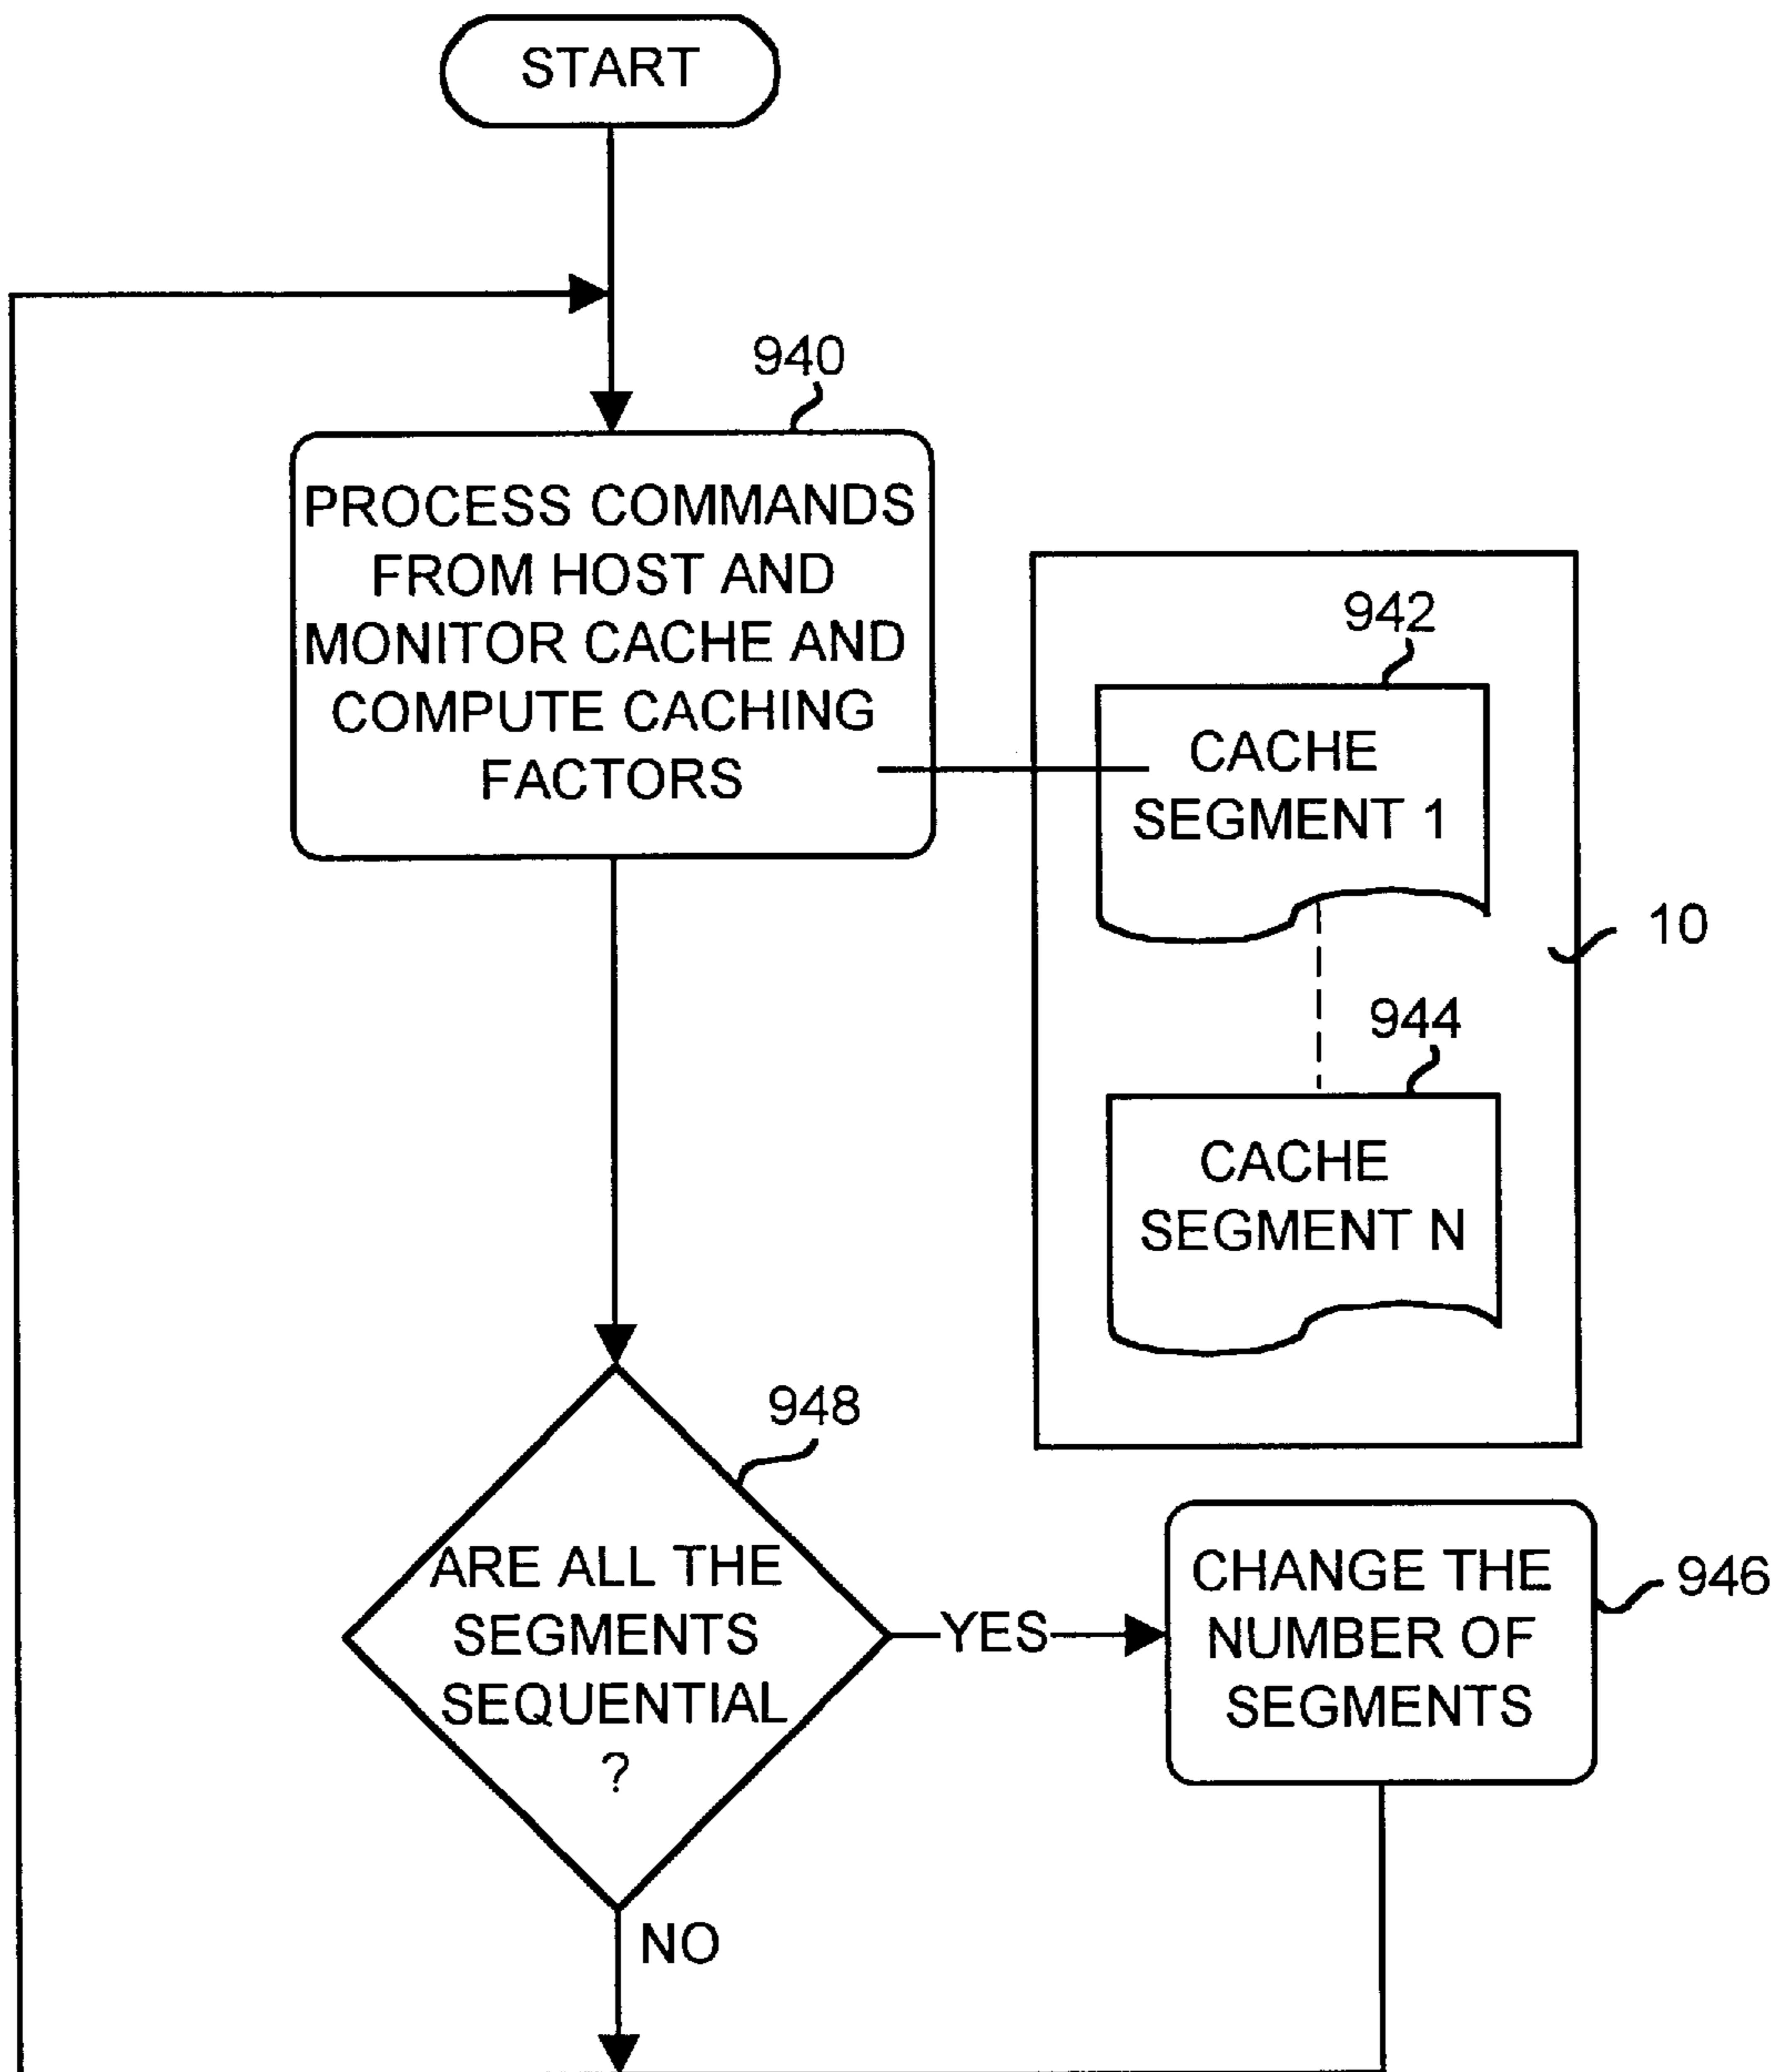 START
940
PROCESS COMMANDS
FROM HOST AND
MONITOR CACHE AND
COMPUTE CACHING
FACTORS
942
CACHE
SEGMENT 1
10
944
CACHE
SEGMENT N
948
ARE ALL THE
SEGMENTS
SEQUENTIAL
?
YES
CHANGE THE
NUMBER OF
SEGMENTS
946
NO